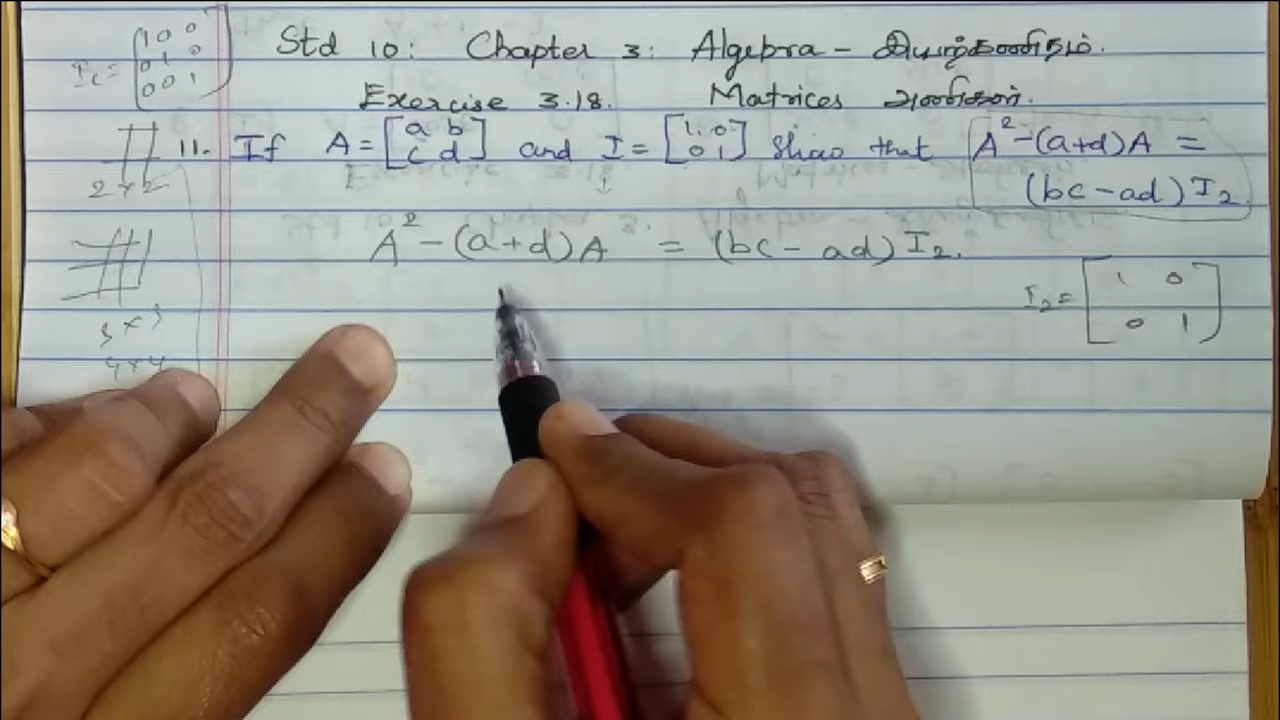 Std 10: Chapter 3: Algebra - இயற்கணிதம்.
Exercise 3.18. Matrices அணிகள்.
11. If A = [a b c d] and I = [1 0 0 1] show that A² - (a+d)A =
(bc - ad) I₂
A² - (a+d)A = (bc - ad) I₂.
I₂ = [1 0 0 1]
1 0 0
0 1 0
0 0 1
2 x 2
3 x 3
4 x 4